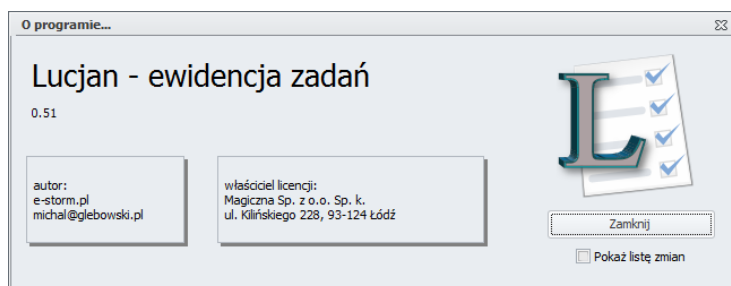 O programie...
Lucjan - ewidencja zadań
0.51
autor:
e-storm.pl
michal@glebowski.pl
właściciel licencji:
Magiczna Sp. z o.o. Sp. k.
ul. Kilińskiego 228, 93-124 Łódź
L
Zamknij
Pokaż listę zmian